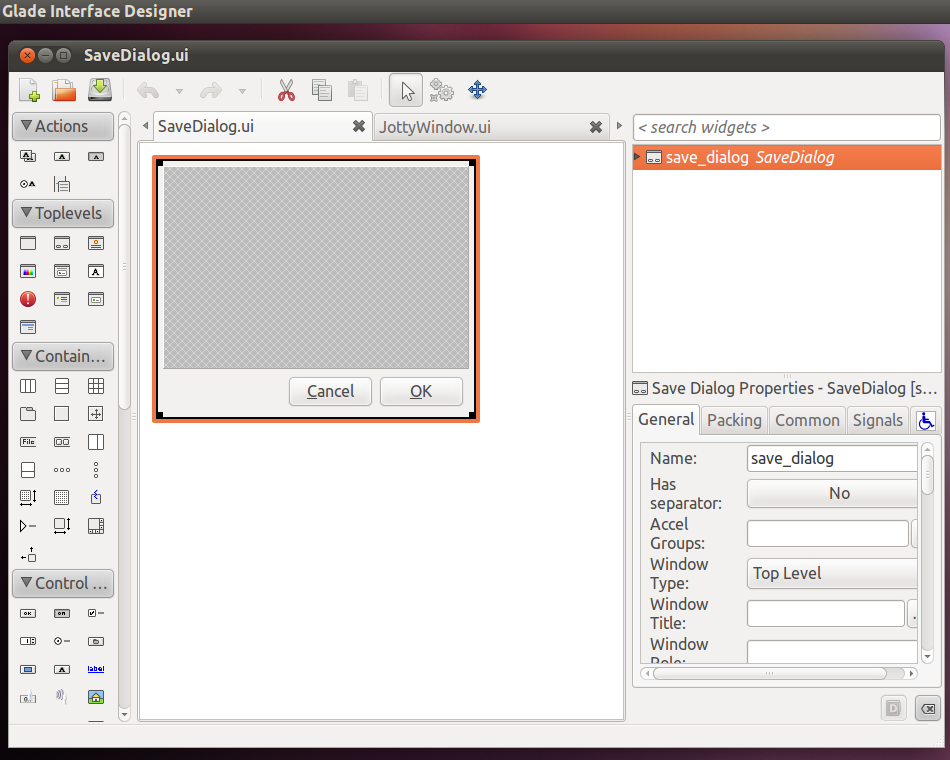 Glade Interface Designer
SaveDialog.ui
Actions
Toplevels
Contain...
Control ...
SaveDialog.ui
JottyWindow.ui
Cancel
OK
< search widgets >
save_dialog SaveDialog
Save Dialog Properties - SaveDialog [s...
General
Packing
Common
Signals
Name:
save_dialog
Has
separator:
No
Accel
Groups:
Window
Type:
Top Level
Window
Title:
Window
Role:
File
label